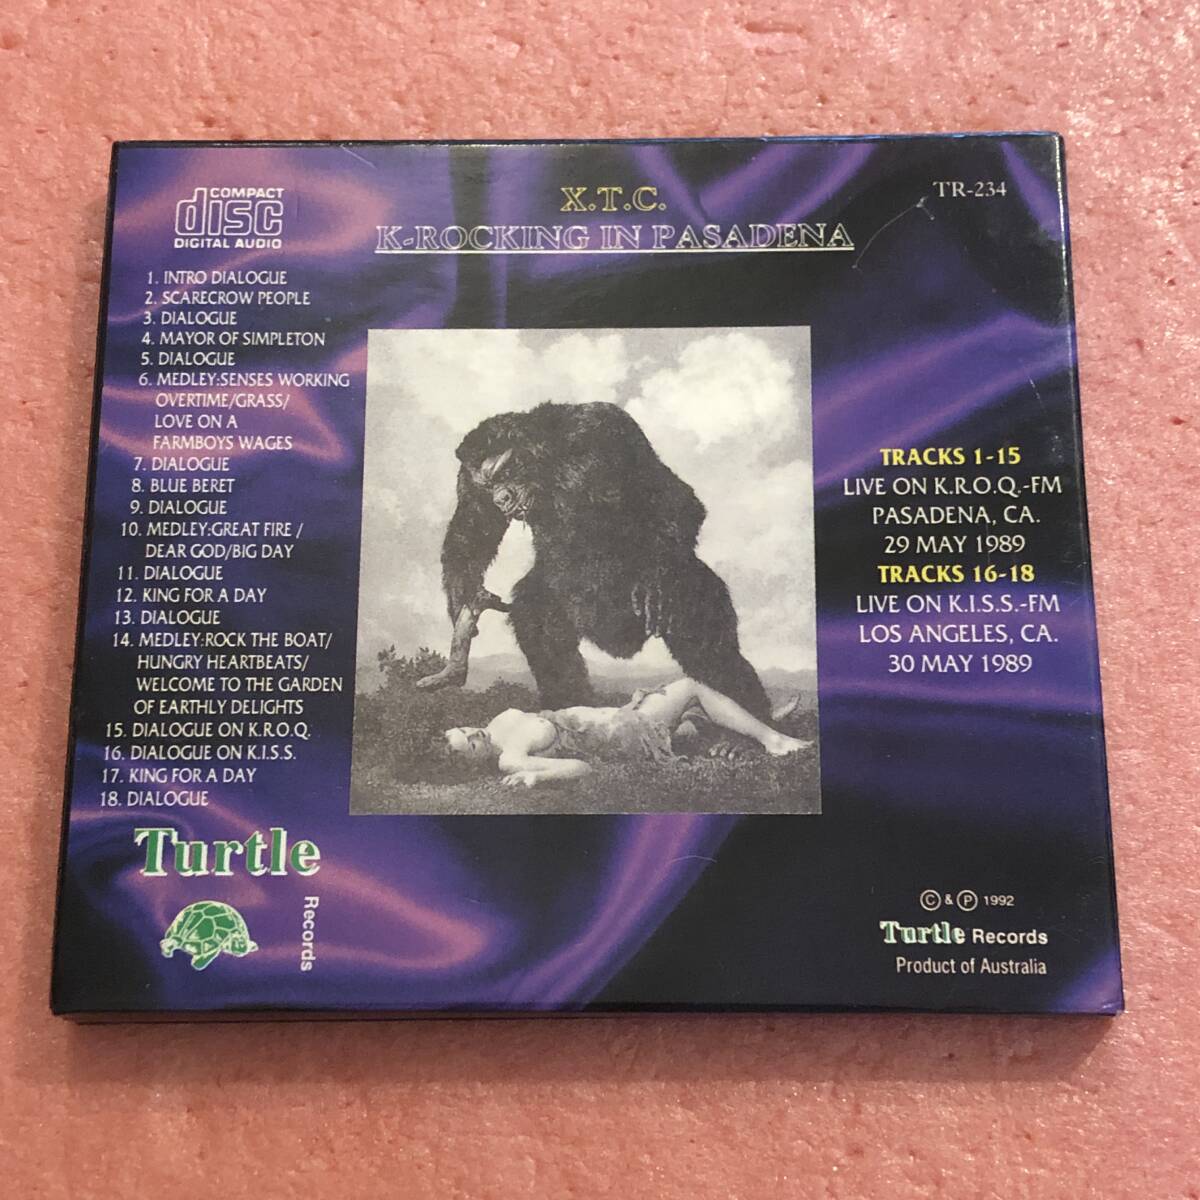 COMPACT
disc
DIGITAL AUDIO
X.T.C.
K-ROCKING IN PASADENA
TR-234
1. INTRO DIALOGUE
2. SCARECROW PEOPLE
3. DIALOGUE
4. MAYOR OF SIMPLETON
5. DIALOGUE
6. MEDLEY:SENSES WORKING
OVERTIME/GRASS/
LOVE ON A
FARMBOYS WAGES
7. DIALOGUE
8. BLUE BERET
9. DIALOGUE
10. MEDLEY:GREAT FIRE /
DEAR GOD/BIG DAY
11. DIALOGUE
12. KING FOR A DAY
13. DIALOGUE
14. MEDLEY:ROCK THE BOAT/
HUNGRY HEARTBEATS/
WELCOME TO THE GARDEN
OF EARTHLY DELIGHTS
15. DIALOGUE ON K.R.O.Q.
16. DIALOGUE ON K.I.S.S.
17. KING FOR A DAY
18. DIALOGUE
TRACKS 1-15
LIVE ON K.R.O.Q.-FM
PASADENA, CA.
29 MAY 1989
TRACKS 16-18
LIVE ON K.I.S.S.-FM
LOS ANGELES, CA.
30 MAY 1989
Turtle
Records
© & ℗ 1992
Turtle Records
Product of Australia